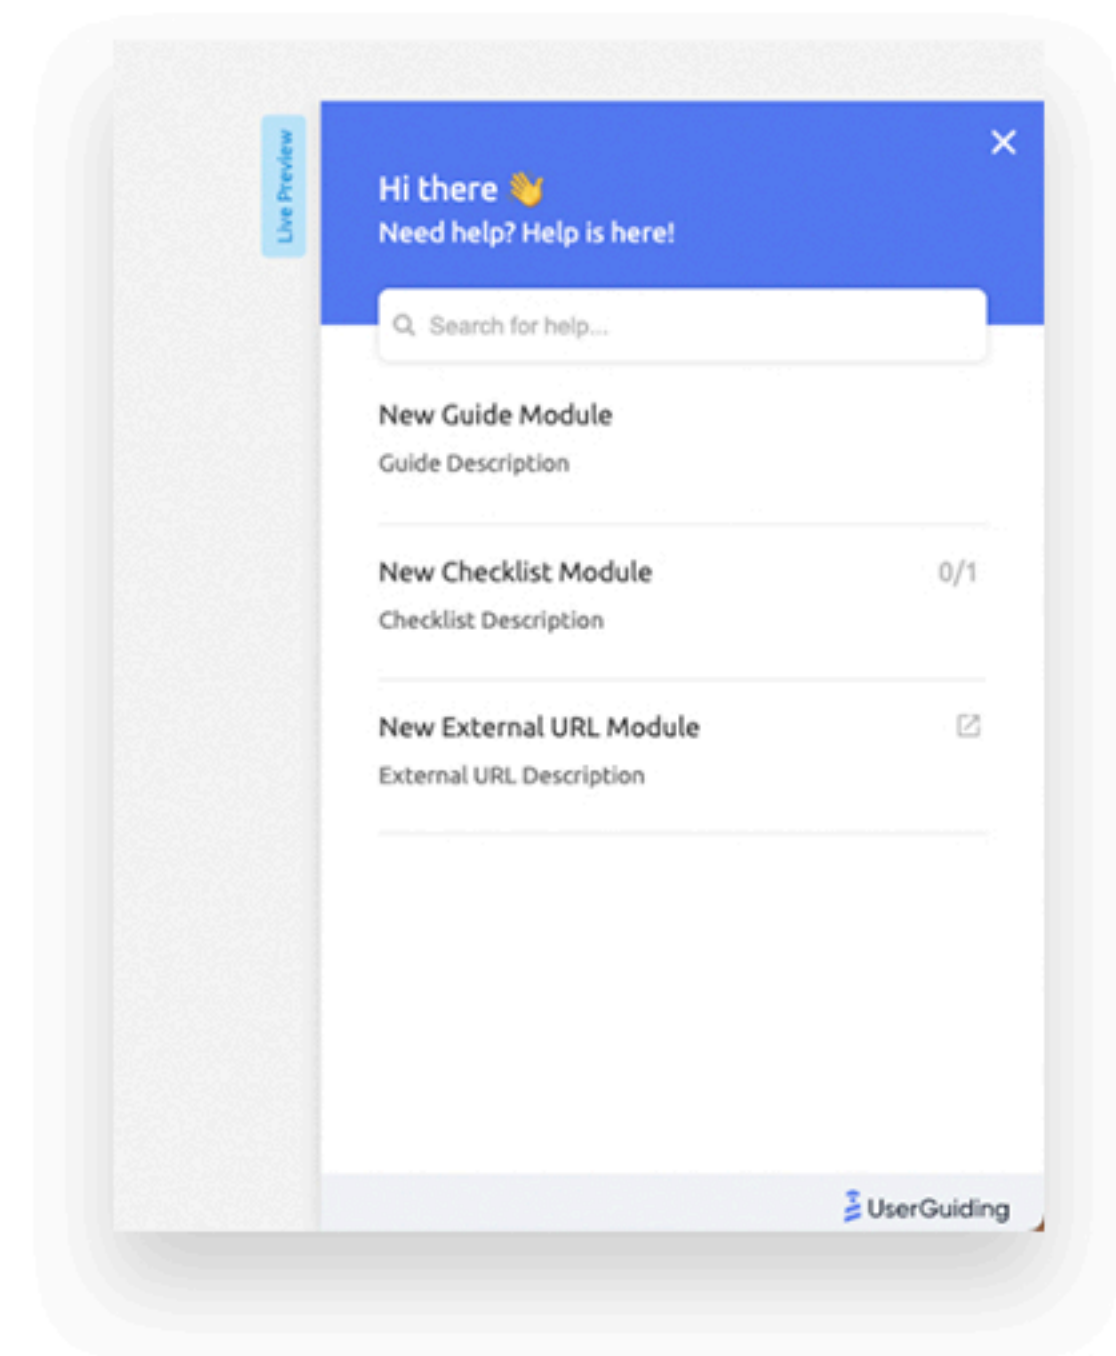 Live Preview
Hi there 👋
Need help? Help is here!
Search for help...
New Guide Module
Guide Description
New Checklist Module 0/1
Checklist Description
New External URL Module
External URL Description
UserGuiding